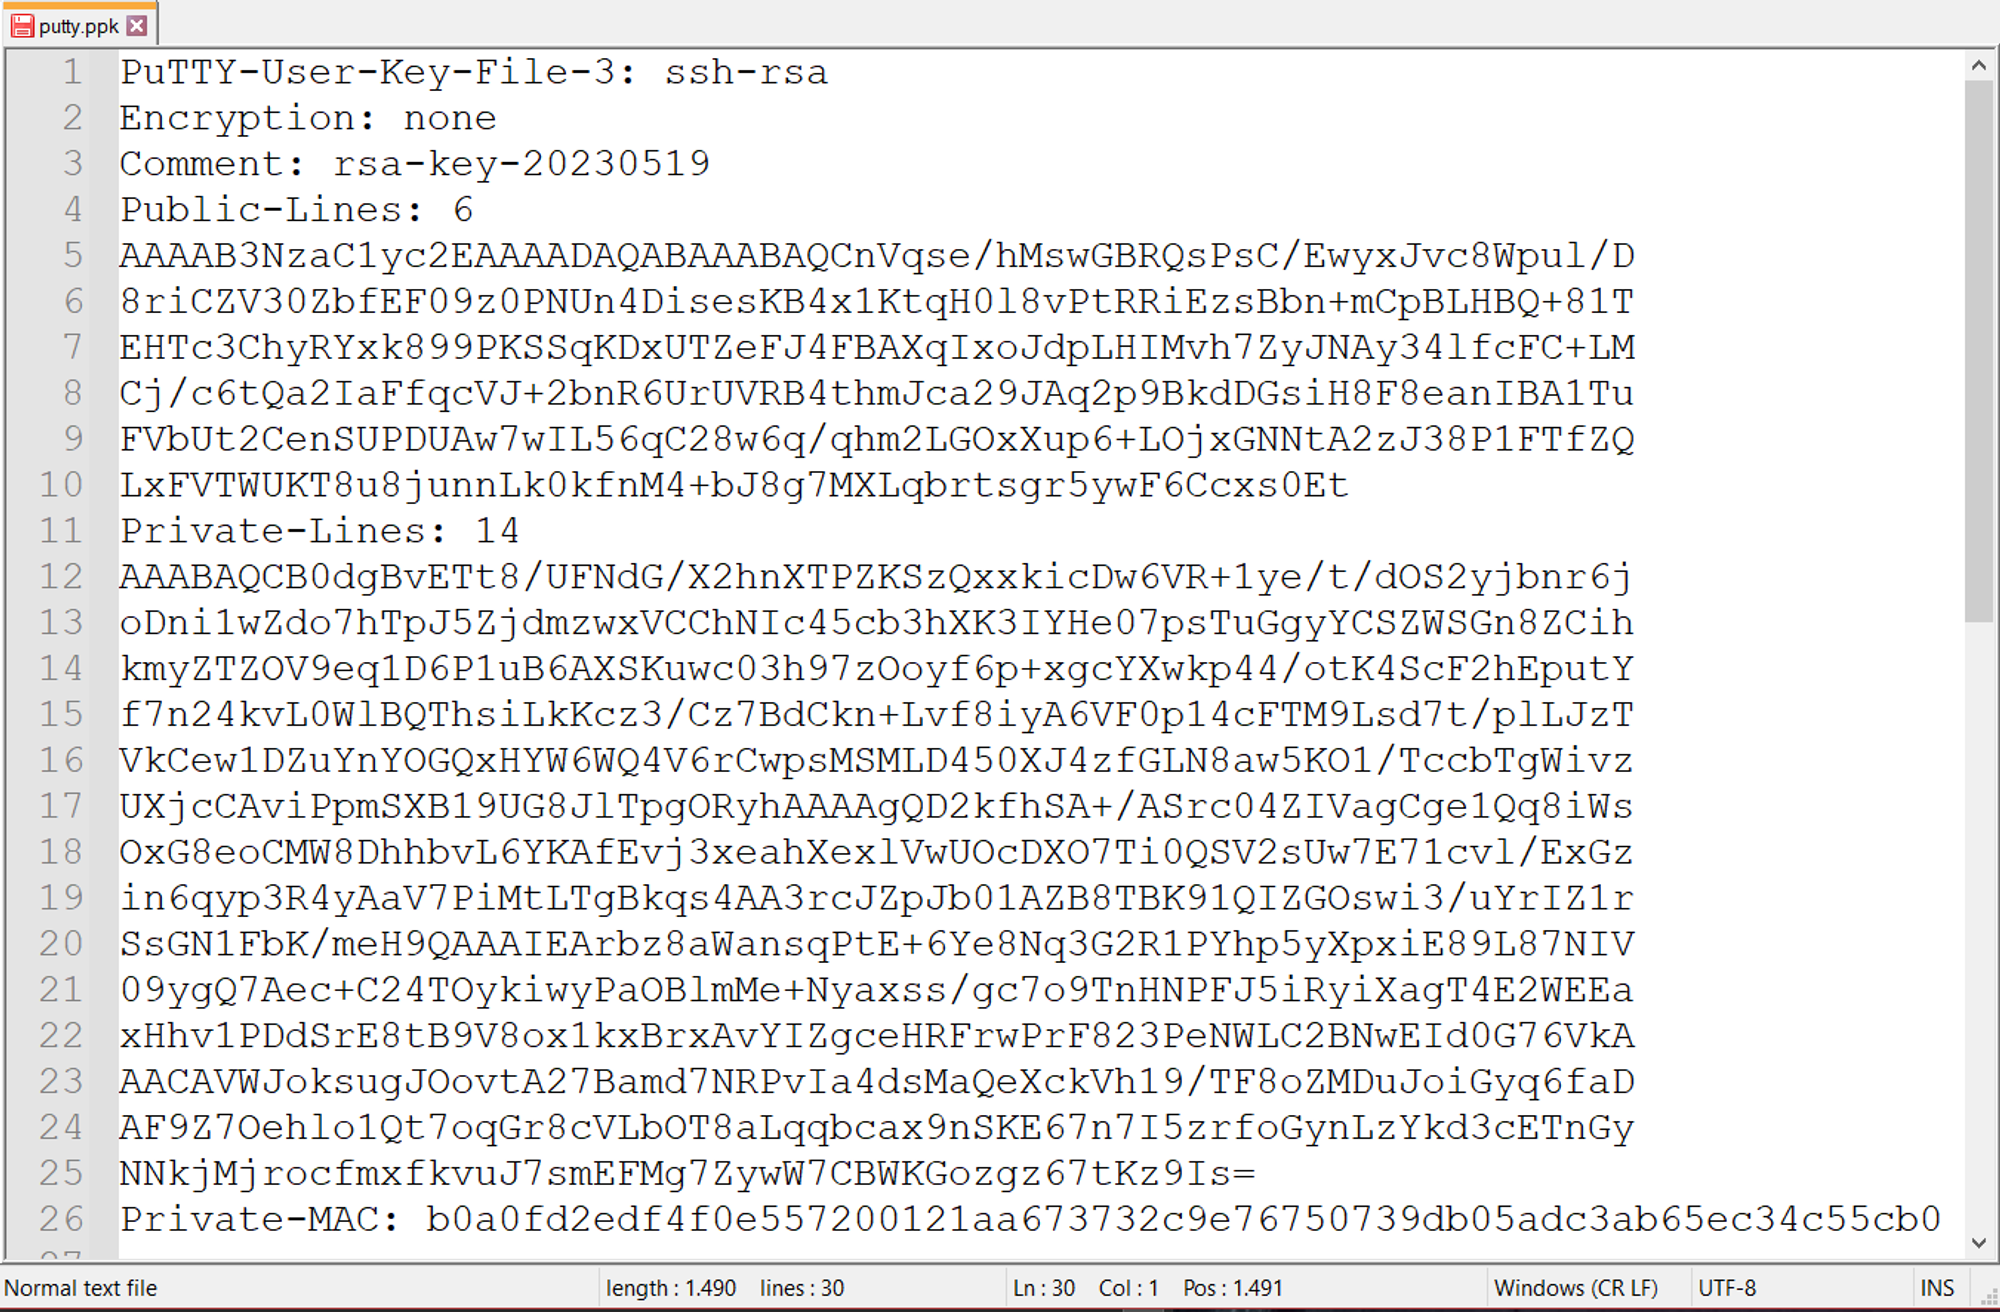 putty.ppk
1 PuTTY-User-Key-File-3: ssh-rsa
2 Encryption: none
3 Comment: rsa-key-20230519
4 Public-Lines: 6
5 AAAAB3NzaC1yc2EAAAADAQABAAABAQCnVqse/hMswGBRQsPsC/EwyxJvc8Wpul/D
6 8riCZV30ZbfEF09z0PNUn4DisesKB4x1KtqH0l8vPtRRiEzsBbn+mCpBLHBQ+81T
7 EHTc3ChyRYxk899PKSSqKDxUTZeFJ4FBAXqIxoJdpLHIMvh7ZyJNAy34lfcFC+LM
8 Cj/c6tQa2IaFfqcVJ+2bnR6UrUVRB4thmJca29JAq2p9BkdDGsiH8F8eanIBA1Tu
9 FVbUt2CenSUPDUAw7wIL56qC28w6q/qhm2LGOxXup6+LOjxGNNtA2zJ38P1FTfZQ
10 LxFVTWUKT8u8junnLk0kfnM4+bJ8g7MXLqbrtsgr5ywF6Ccxs0Et
11 Private-Lines: 14
12 AAABAQCB0dgBvETt8/UFNdG/X2hnXTPZKSzQxxkicDw6VR+1ye/t/dOS2yjbnr6j
13 oDni1wZdo7hTpJ5ZjdmzwxVCChNIc45cb3hXK3IYHe07psTuGgyYCSZWSGn8ZCih
14 kmyZTZOV9eq1D6P1uB6AXSKuwc03h97zOoyf6p+xgcYXwkp44/otK4ScF2hEputY
15 f7n24kvL0WlBQThsiLkKcz3/Cz7BdCkn+Lvf8iyA6VF0p14cFTM9Lsd7t/plLJzT
16 VkCew1DZuYnYOGQxHYW6WQ4V6rCwpsMSMLD450XJ4zfGLN8aw5KO1/TccbTgWivz
17 UXjcCAviPpmSXB19UG8JlTpgORyhAAAAgQD2kfhSA+/ASrc04ZIVagCge1Qq8iWs
18 OxG8eoCMW8DhhbvL6YKAfEvj3xeahXexlVwUOcDXO7Ti0QSV2sUw7E71cvl/ExGz
19 in6qyp3R4yAaV7PiMtLTgBkqs4AA3rcJZpJb01AZB8TBK91QIZGOswi3/uYrIZ1r
20 SsGN1FbK/meH9QAAAIEArbz8aWansqPtE+6Ye8Nq3G2R1PYhp5yXpxiE89L87NIV
21 09ygQ7Aec+C24TOykiwyPaOBlmMe+Nyaxss/gc7o9TnHNPFJ5iRyiXagT4E2WEEa
22 xHhv1PDdSrE8tB9V8ox1kxBrxAvYIZgceHRFrwPrF823PeNWLC2BNwEId0G76VkA
23 AACAVWJoksugJOovtA27Bamd7NRPvIa4dsMaQeXckVh19/TF8oZMDuJoiGyq6faD
24 AF9Z7Oehlo1Qt7oqGr8cVLbOT8aLqqbcax9nSKE67n7I5zrfoGynLzYkd3cETnGy
25 NNkjMjrocfmxfkvuJ7smEFMg7ZywW7CBWKGozgz67tKz9Is=
26 Private-MAC: b0a0fd2edf4f0e557200121aa673732c9e76750739db05adc3ab65ec34c55cb0
27
Normal text file length : 1.490 lines : 30 Ln : 30 Col : 1 Pos : 1.491 Windows (CR LF) UTF-8 INS